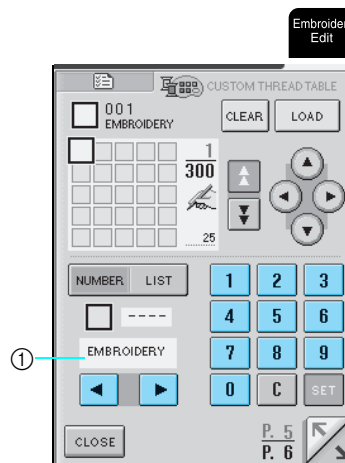 Embroider
Edit
CUSTOM THREAD TABLE
001
EMBROIDERY
CLEAR
LOAD
1
300
25
NUMBER
LIST
1
2
3
----
4
5
6
① EMBROIDERY
7
8
9
0
C
SET
CLOSE
P. 5
P. 6